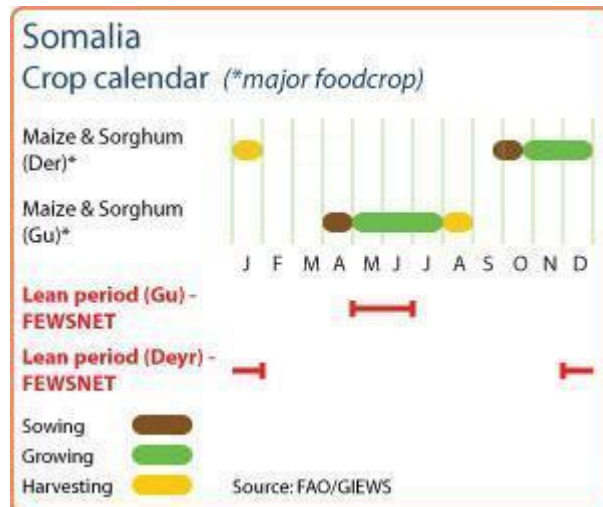 Somalia
Crop calendar (*major foodcrop)
Maize & Sorghum
(Der)*
Maize & Sorghum
(Gu)*
J F M A M J J A S O N D
Lean period (Gu) -
FEWSNET
Lean period (Deyr) -
FEWSNET
Sowing
Growing
Harvesting
Source: FAO/GIEWS